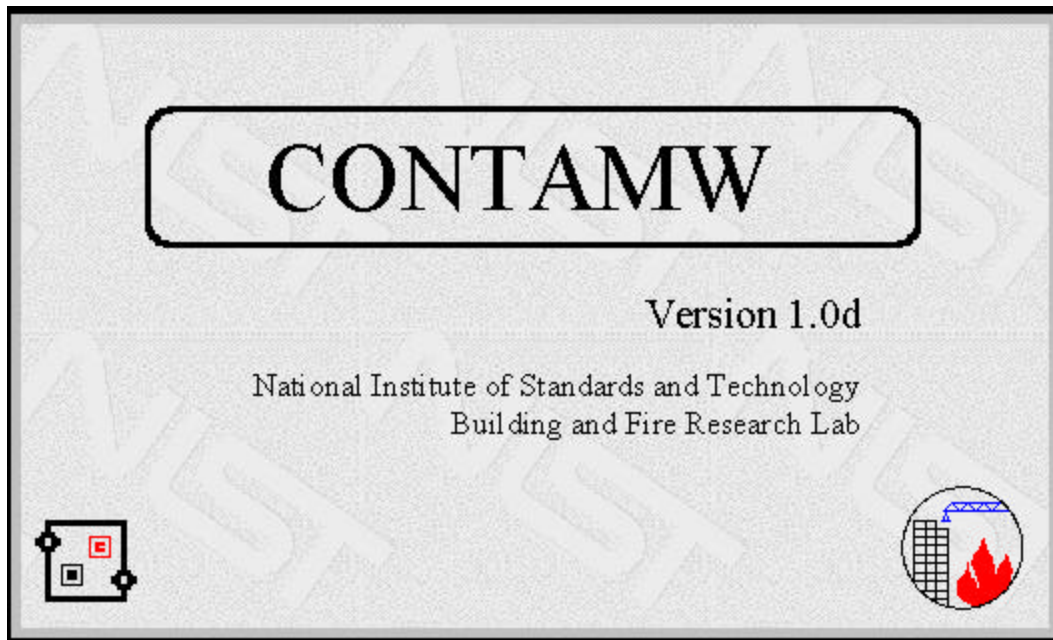 CONTAMW
Version 1.0d
National Institute of Standards and Technology
Building and Fire Research Lab